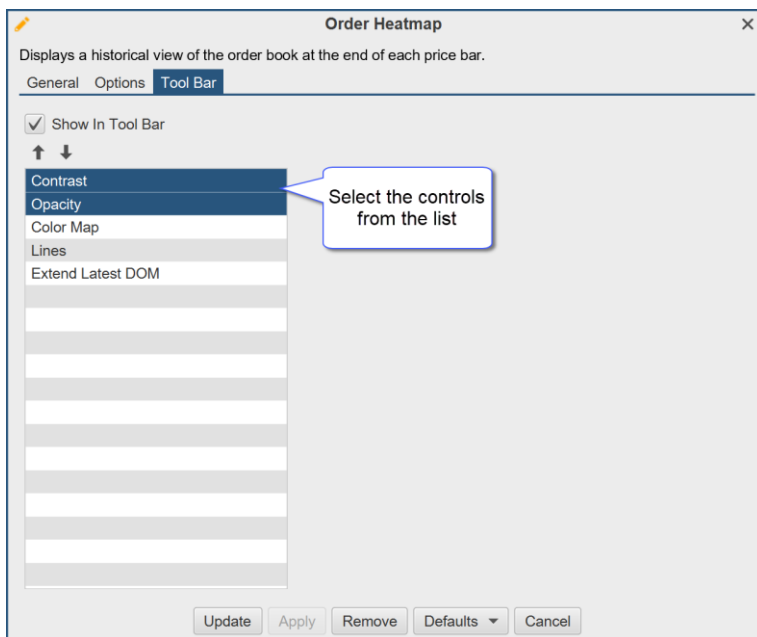 Order Heatmap
Displays a historical view of the order book at the end of each price bar.
General Options Tool Bar
Show In Tool Bar
Contrast
Opacity
Color Map
Lines
Extend Latest DOM
Select the controls
from the list
Update Apply Remove Defaults Cancel